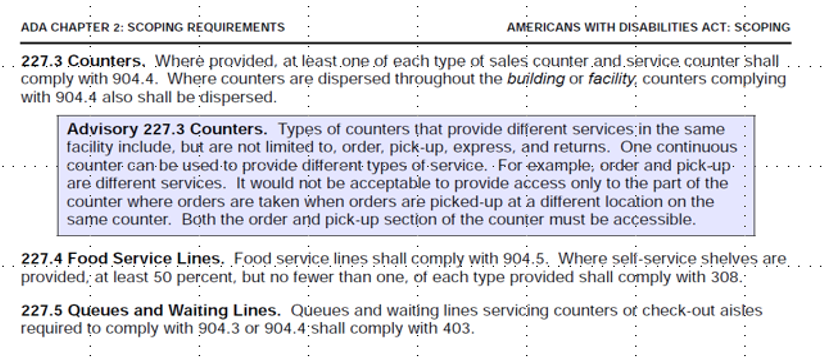 ADA CHAPTER 2: SCOPING REQUIREMENTS AMERICANS WITH DISABILITIES ACT: SCOPING
227.3 Counters. Where provided, at least one of each type of sales counter and service counter shall
comply with 904.4. Where counters are dispersed throughout the building or facility, counters complying
with 904.4 also shall be dispersed.
Advisory 227.3 Counters. Types of counters that provide different services in the same
facility include, but are not limited to, order, pick-up, express, and returns. One continuous
counter can be used to provide different types of service. For example, order and pick-up
are different services. It would not be acceptable to provide access only to the part of the
counter where orders are taken when orders are picked-up at a different location on the
same counter. Both the order and pick-up section of the counter must be accessible.
227.4 Food Service Lines. Food service lines shall comply with 904.5. Where self-service shelves are
provided, at least 50 percent, but no fewer than one, of each type provided shall comply with 308.
227.5 Queues and Waiting Lines. Queues and waiting lines servicing counters or check-out aisles
required to comply with 904.3 or 904.4 shall comply with 403.